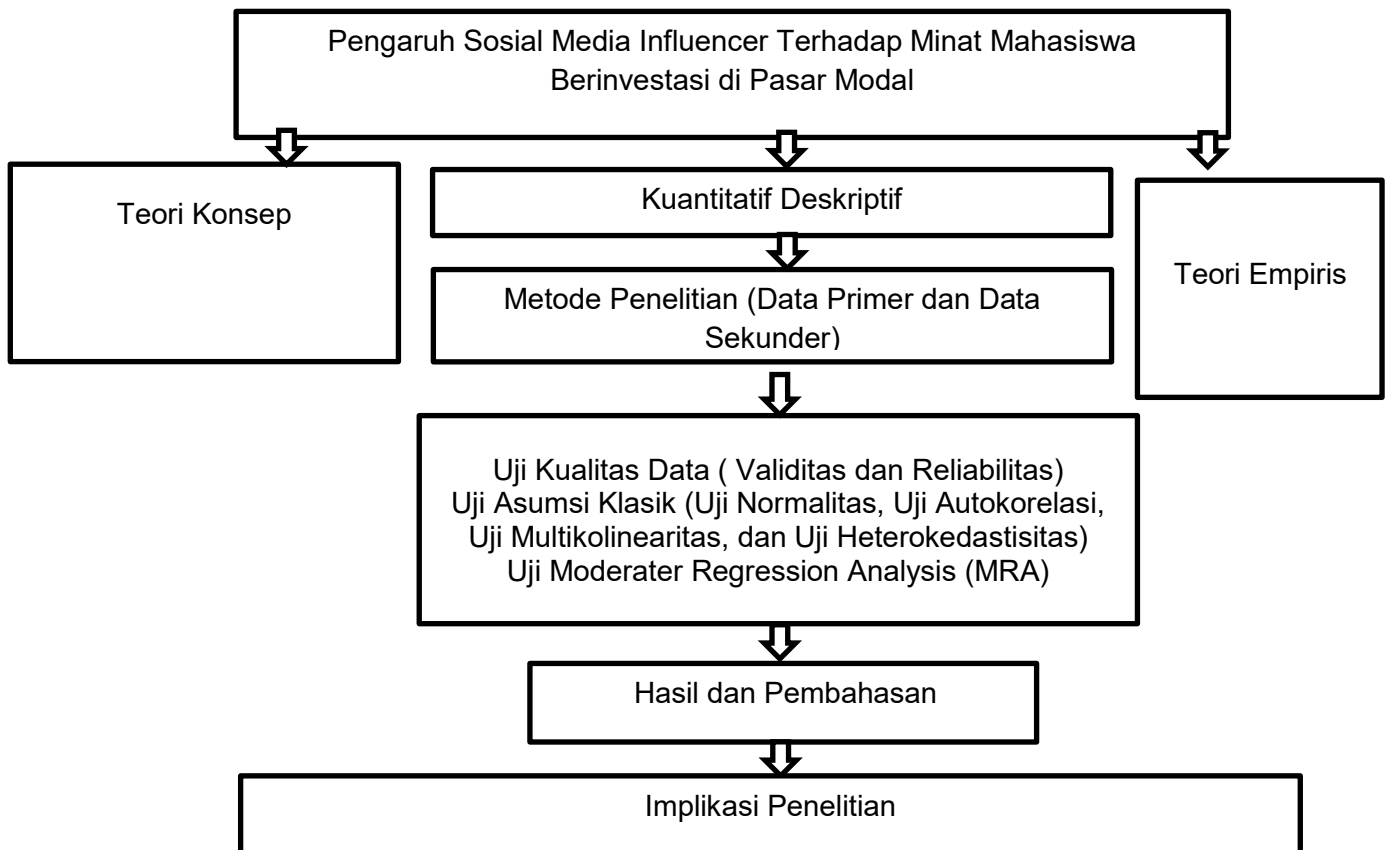 Pengaruh Sosial Media Influencer Terhadap Minat Mahasiswa
Berinvestasi di Pasar Modal
Teori Konsep
Kuantitatif Deskriptif
Metode Penelitian (Data Primer dan Data
Sekunder)
Teori Empiris
Uji Kualitas Data ( Validitas dan Reliabilitas)
Uji Asumsi Klasik (Uji Normalitas, Uji Autokorelasi,
Uji Multikolinearitas, dan Uji Heterokedastisitas)
Uji Moderater Regression Analysis (MRA)
Hasil dan Pembahasan
Implikasi Penelitian